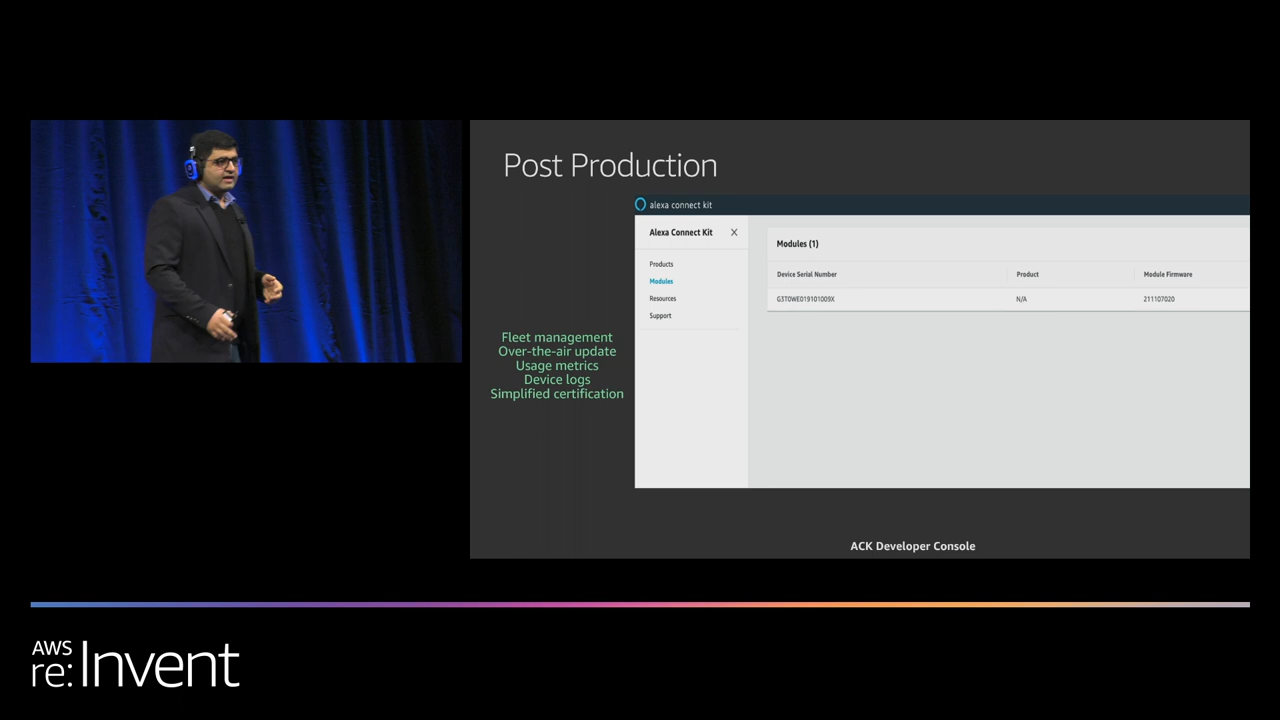 Post Production
alexa connect kit
Alexa Connect Kit X
Products
Modules
Resources
Support
Modules (1)
Device Serial Number Product Module Firmware
G3T0WE019101009X N/A 211107020
Fleet management
Over-the-air update
Usage metrics
Device logs
Simplified certification
ACK Developer Console
AWS
re:Invent